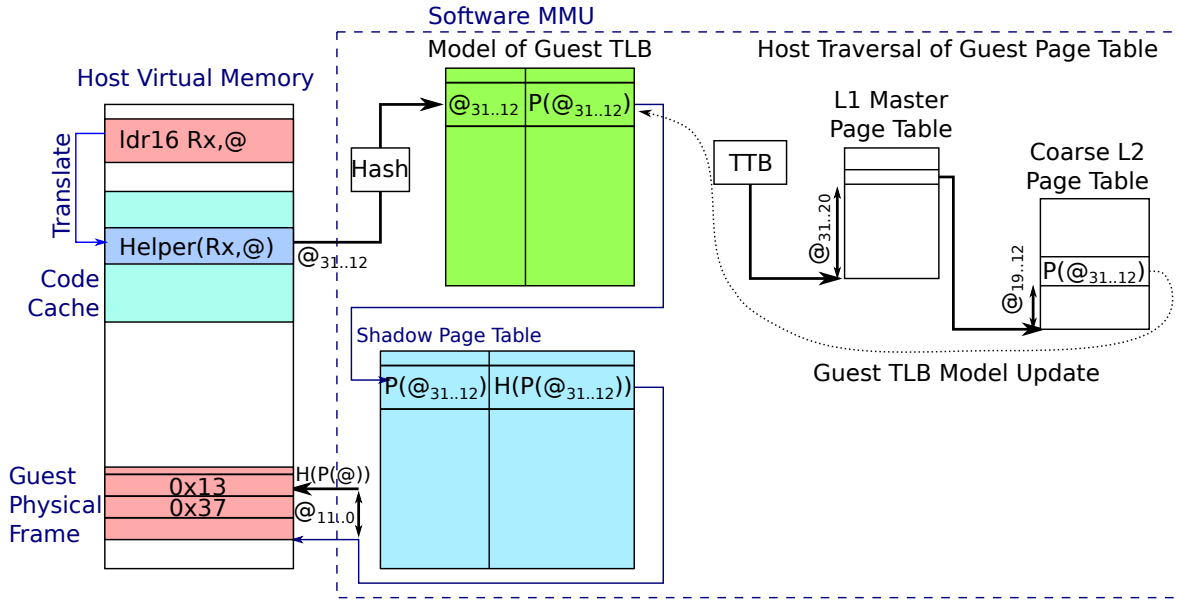 Software MMU
Model of Guest TLB
Host Traversal of Guest Page Table
Host Virtual Memory
ldr16 Rx,@
Translate
Helper(Rx,@)
Code
Cache
@31..12
Hash
@31..12
P(@31..12)
TTB
L1 Master
Page Table
@31..20
Coarse L2
Page Table
P(@31..12)
@19..12
Guest TLB Model Update
Shadow Page Table
P(@31..12)
H(P(@31..12))
Guest
Physical
Frame
0x13
0x37
H(P(@))
@11..0